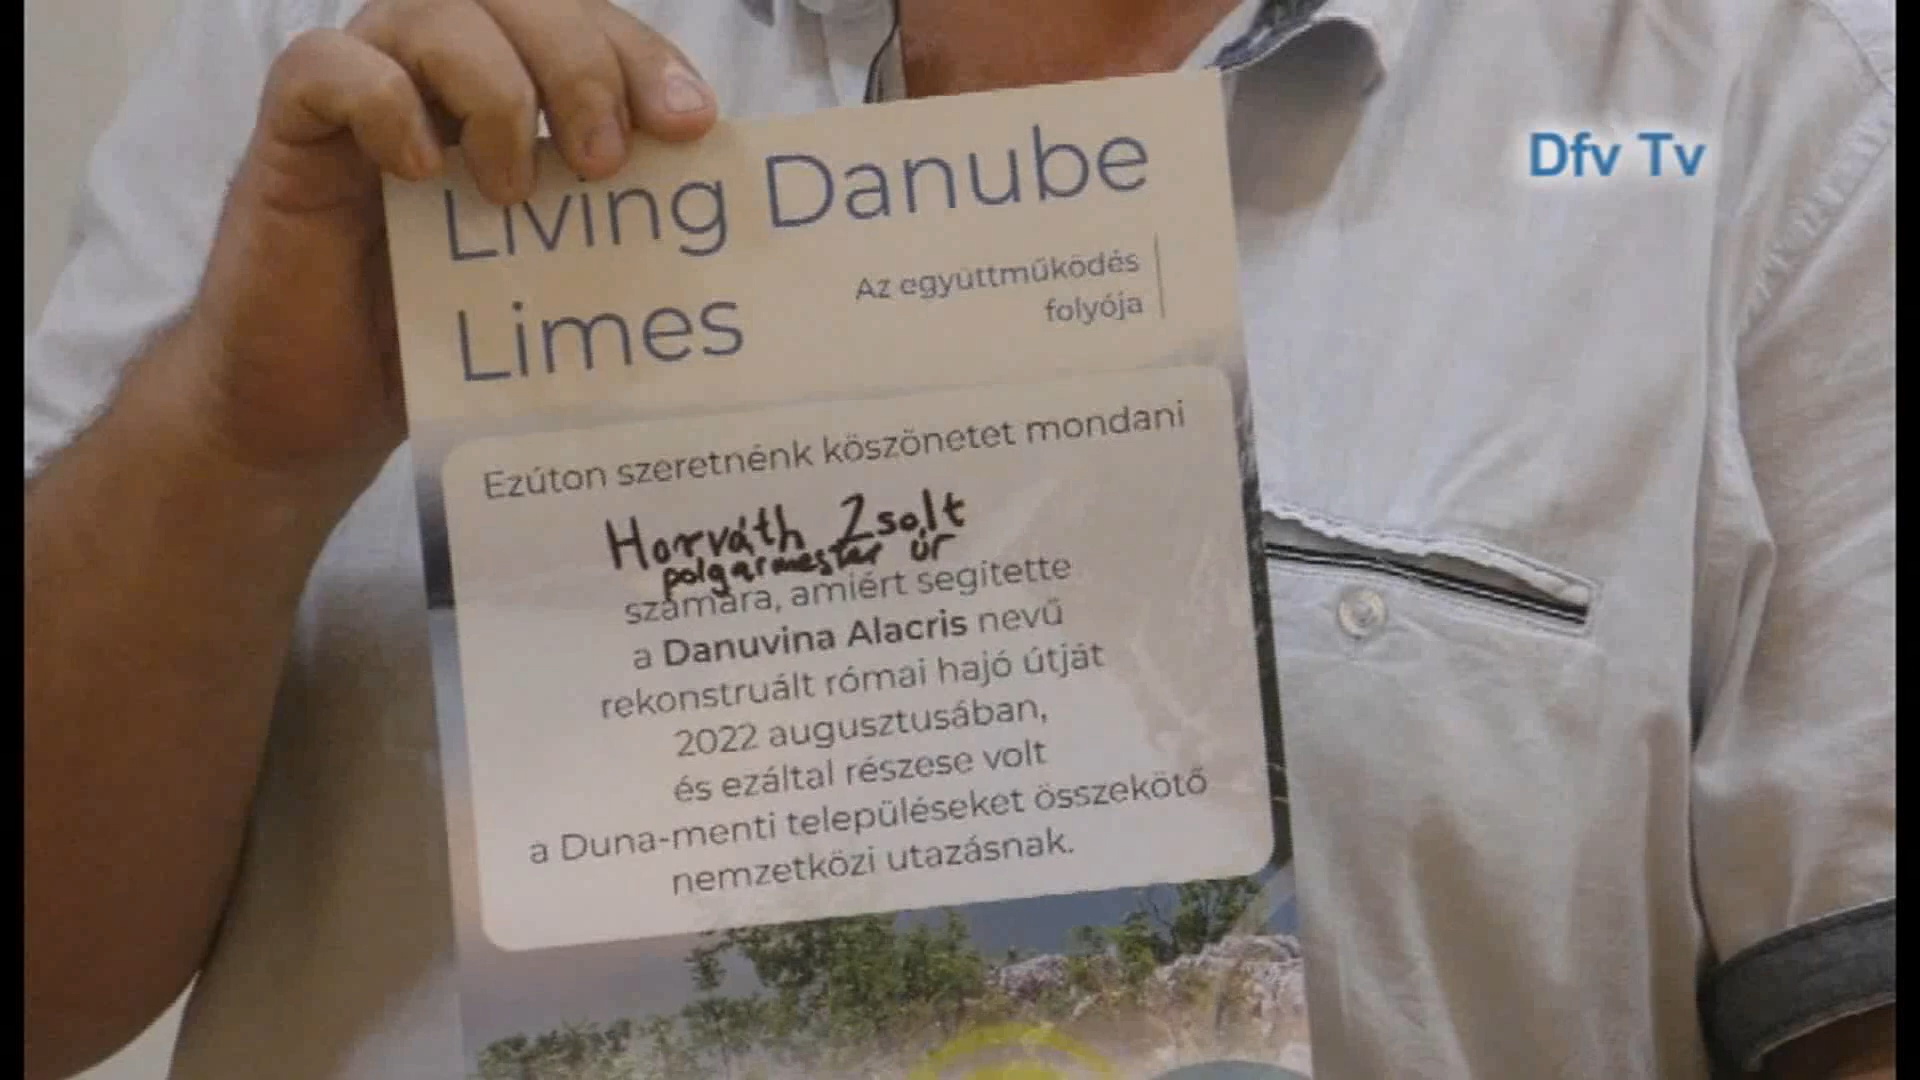 Dfv Tv
Living Danube
Limes
Az együttműködés
folyója
Ezúton szeretnénk köszönetet mondani
Horváth Zsolt
polgármester úr
számára, amiért segítette
a Danuvina Alacris nevű
rekonstruált római hajó útját
2022 augusztusában,
és ezáltal részese volt
a Duna-menti településeket összekötő
nemzetközi utazásnak.